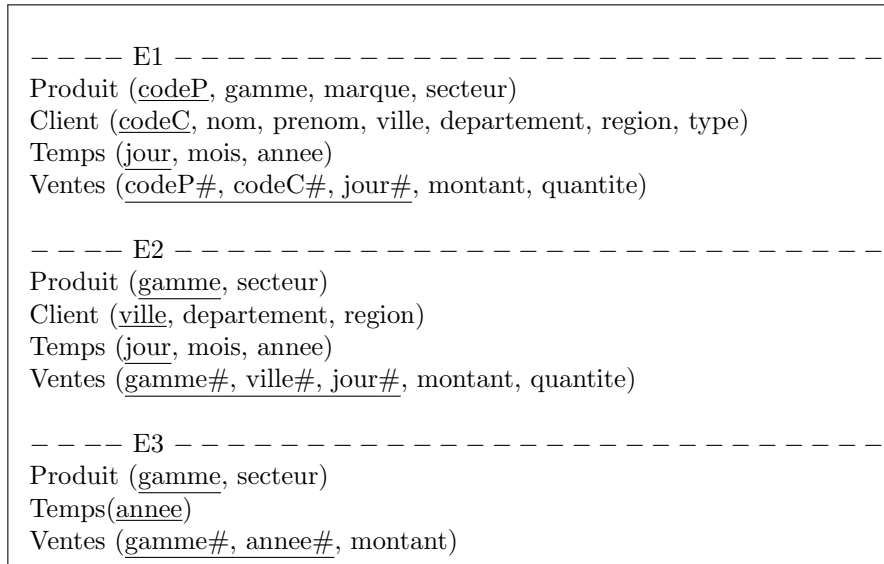 − − − − E1 − − − − − − − − − − − − − − − − − − − − − − − − − − −
Produit (codeP, gamme, marque, secteur)
Client (codeC, nom, prenom, ville, departement, region, type)
Temps (jour, mois, annee)
Ventes (codeP#, codeC#, jour#, montant, quantite)
− − − − E2 − − − − − − − − − − − − − − − − − − − − − − − − − − −
Produit (gamme, secteur)
Client (ville, departement, region)
Temps (jour, mois, annee)
Ventes (gamme#, ville#, jour#, montant, quantite)
− − − − E3 − − − − − − − − − − − − − − − − − − − − − − − − − − −
Produit (gamme, secteur)
Temps(annee)
Ventes (gamme#, annee#, montant)